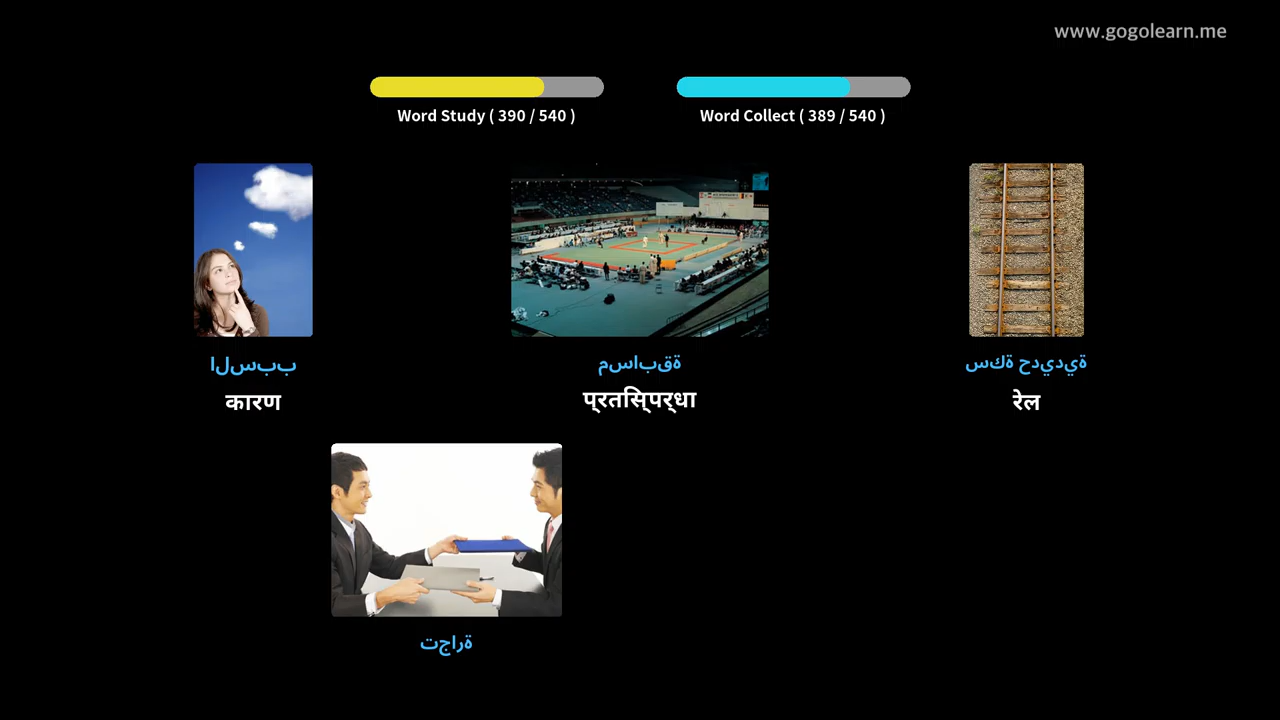 www.gogolearn.me
Word Study ( 390 / 540 )
Word Collect ( 389 / 540 )
السبب
कारण
مسابقة
प्रतिस्पर्धा
سكة حديدية
रेल
تجارة